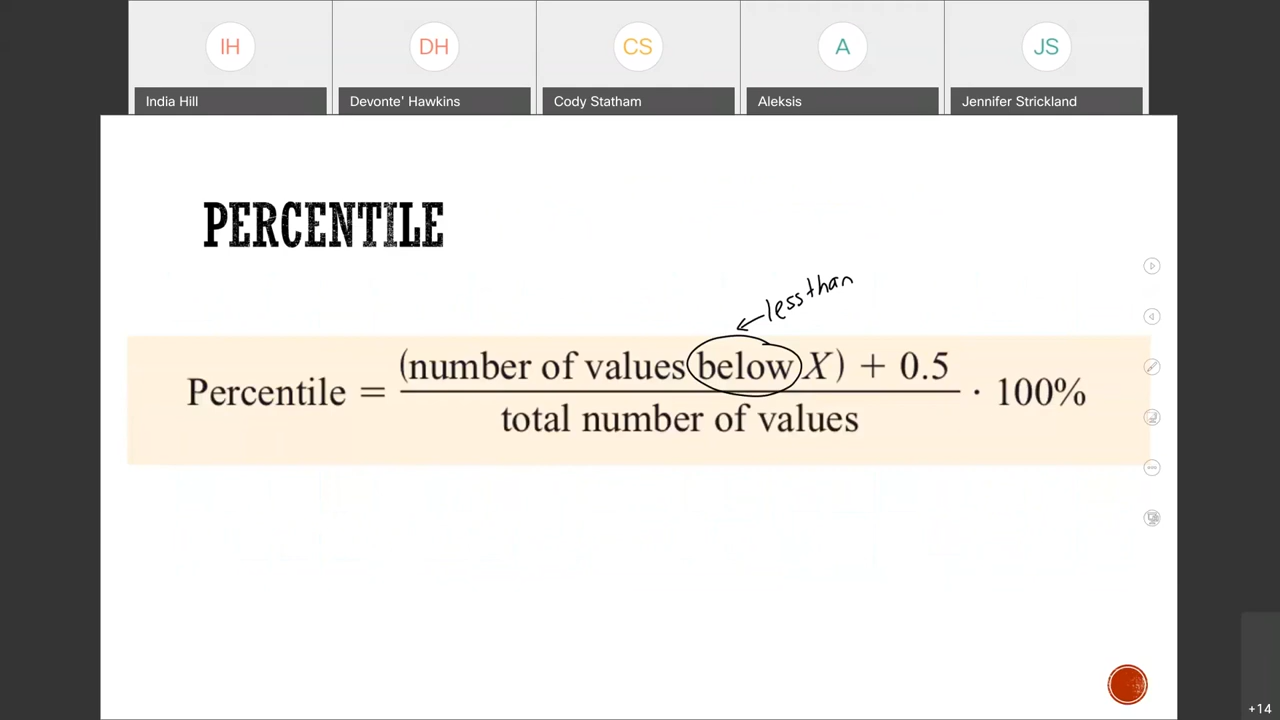 IH DH CS A JS
India Hill Devonte' Hawkins Cody Statham Aleksis Jennifer Strickland
PERCENTILE
less than
(number of values below X) + 0.5
Percentile = · 100%
total number of values
+14